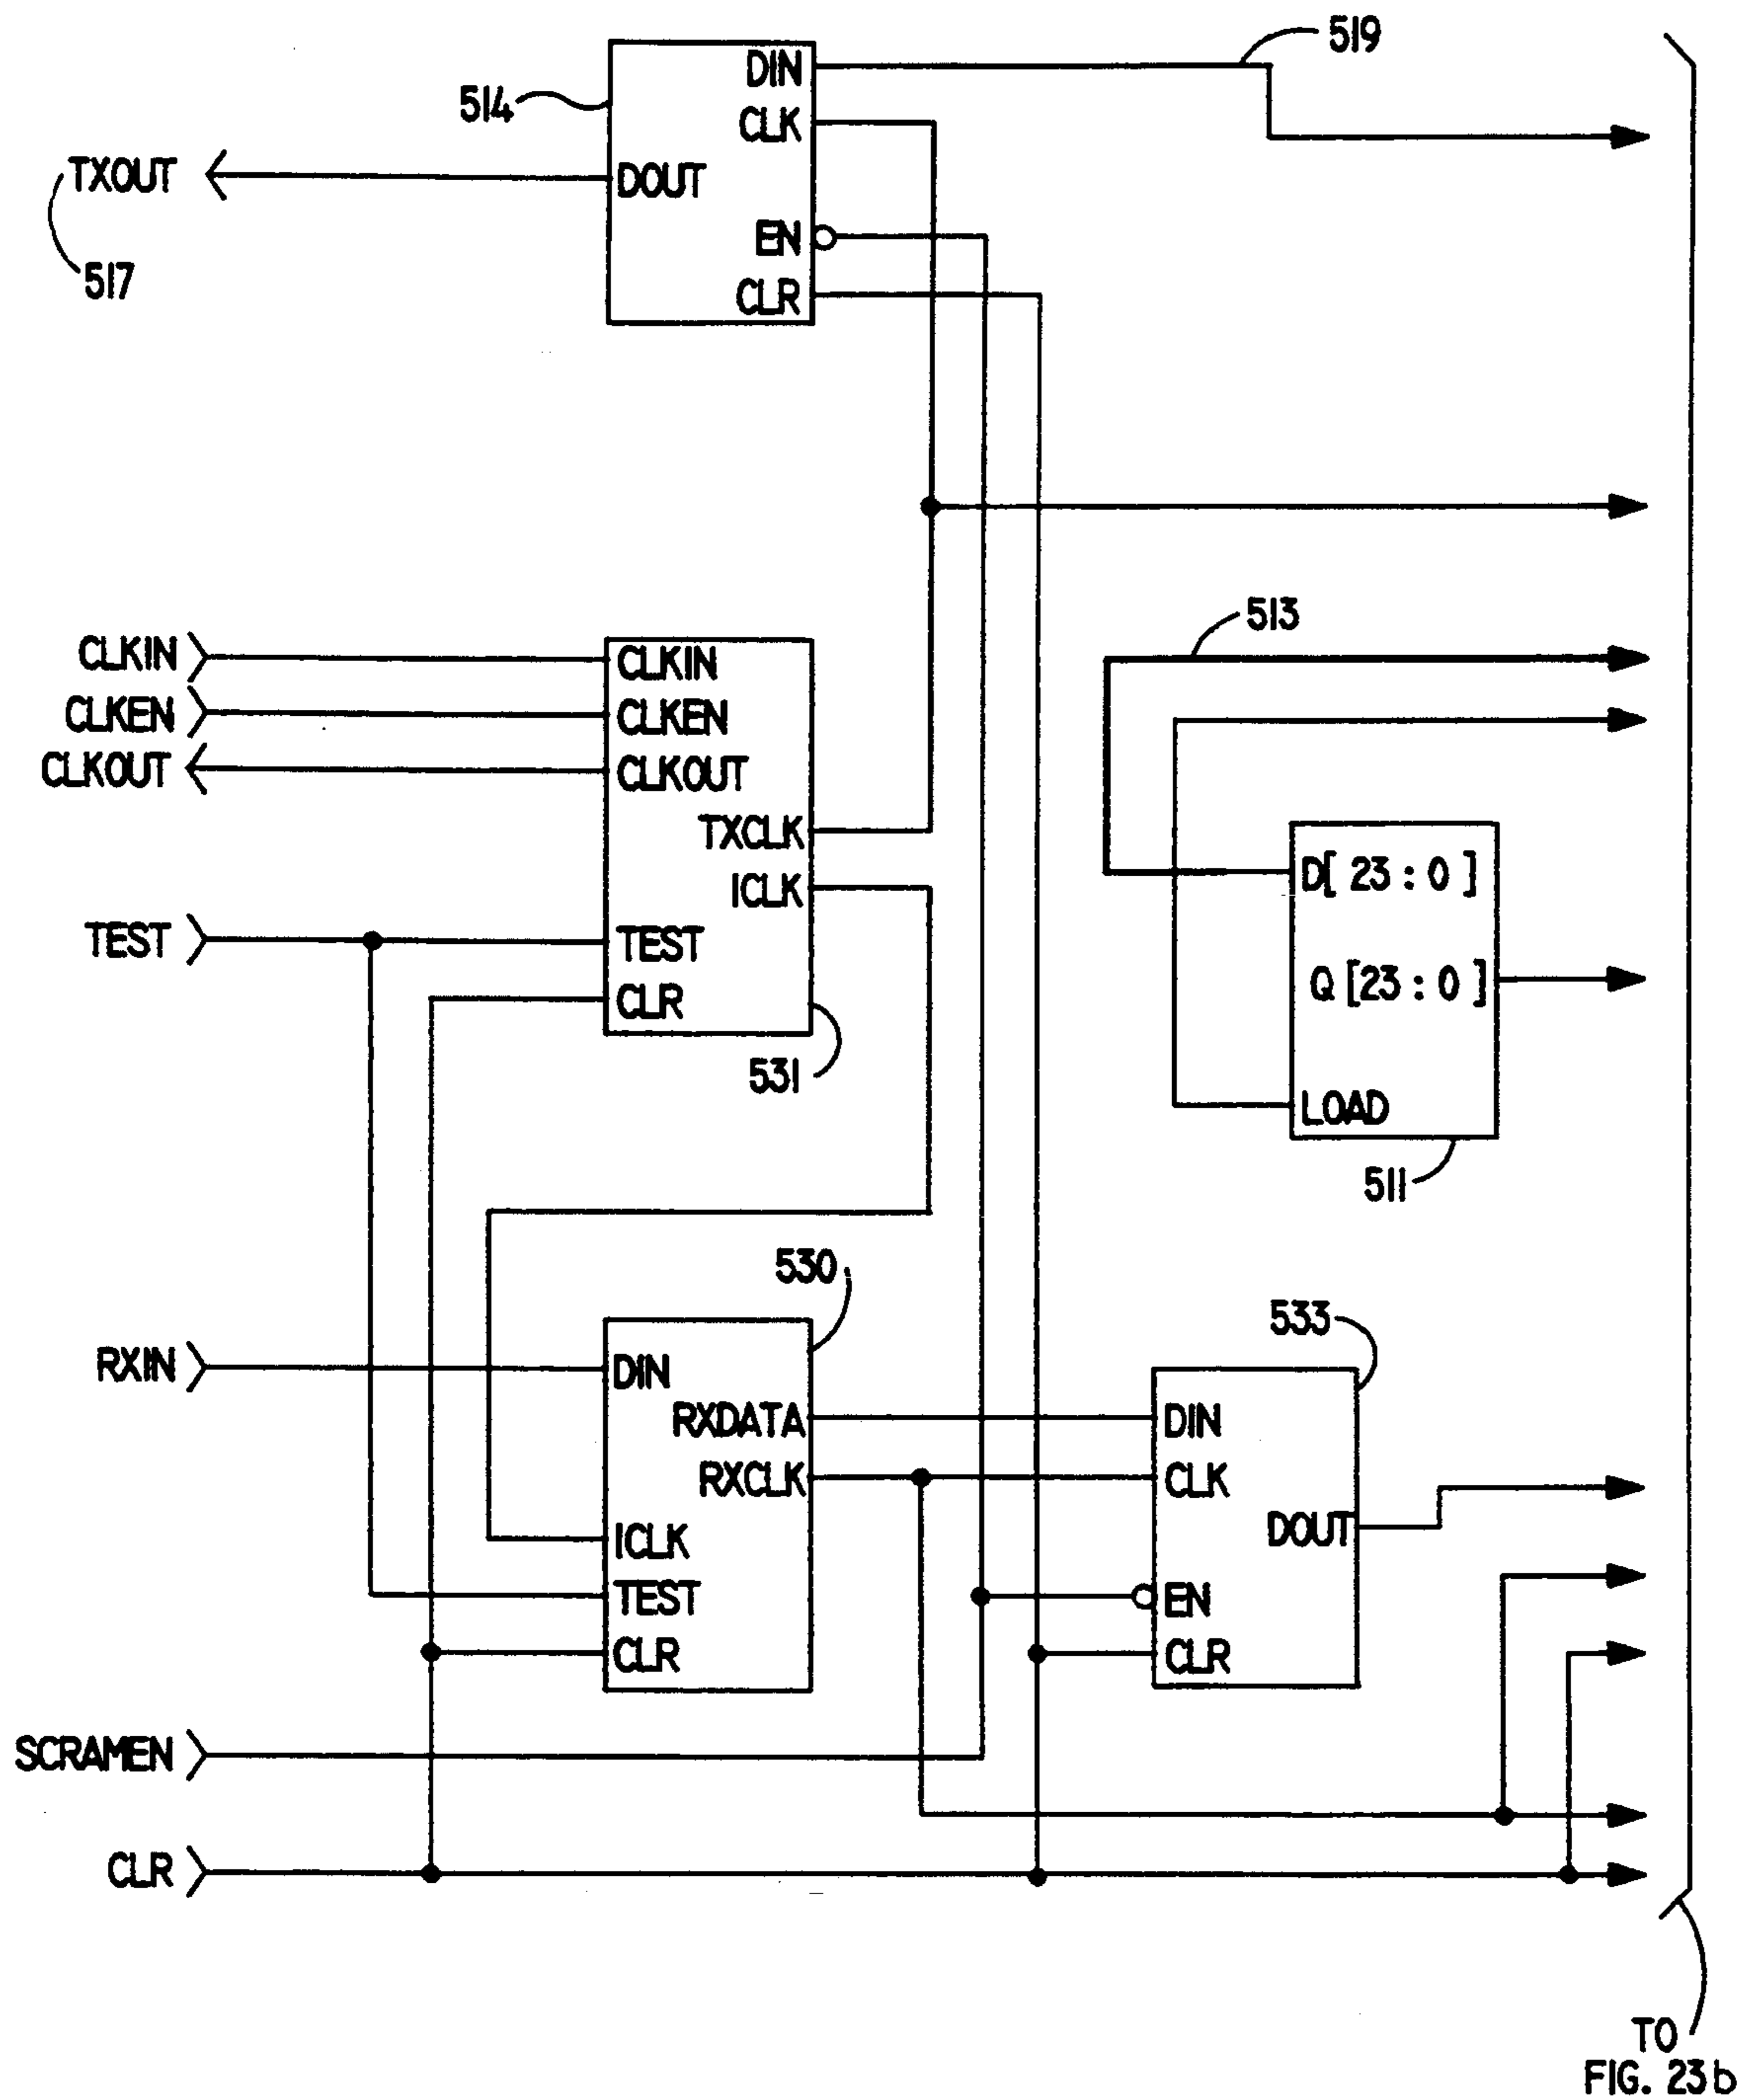 519
DIN
514
CLK
TXOUT
DOUT
EN
517
CLR
513
CLKIN
CLKIN
CLKEN
CLKEN
CLKOUT
CLKOUT
TXCLK
ICLK
D[ 23 : 0 ]
TEST
TEST
Q [23 : 0 ]
CLR
531
LOAD
511
530
533
RXIN
DIN
RXDATA
DIN
RXCLK
CLK
ICLK
DOUT
TEST
EN
CLR
CLR
SCRAMEN
CLR
TO
FIG. 23b